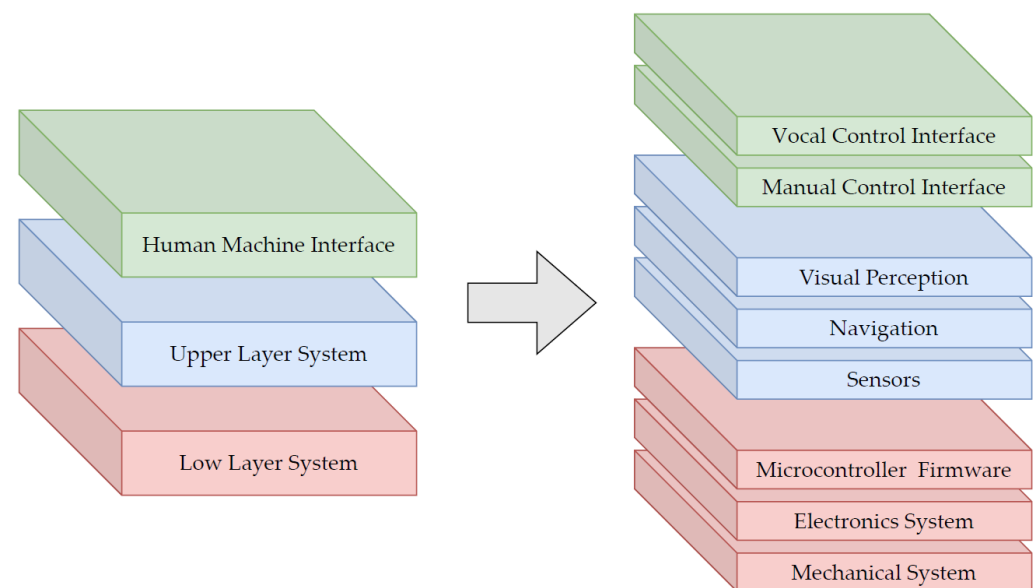 Human Machine Interface
Upper Layer System
Low Layer System
Vocal Control Interface
Manual Control Interface
Visual Perception
Navigation
Sensors
Microcontroller Firmware
Electronics System
Mechanical System